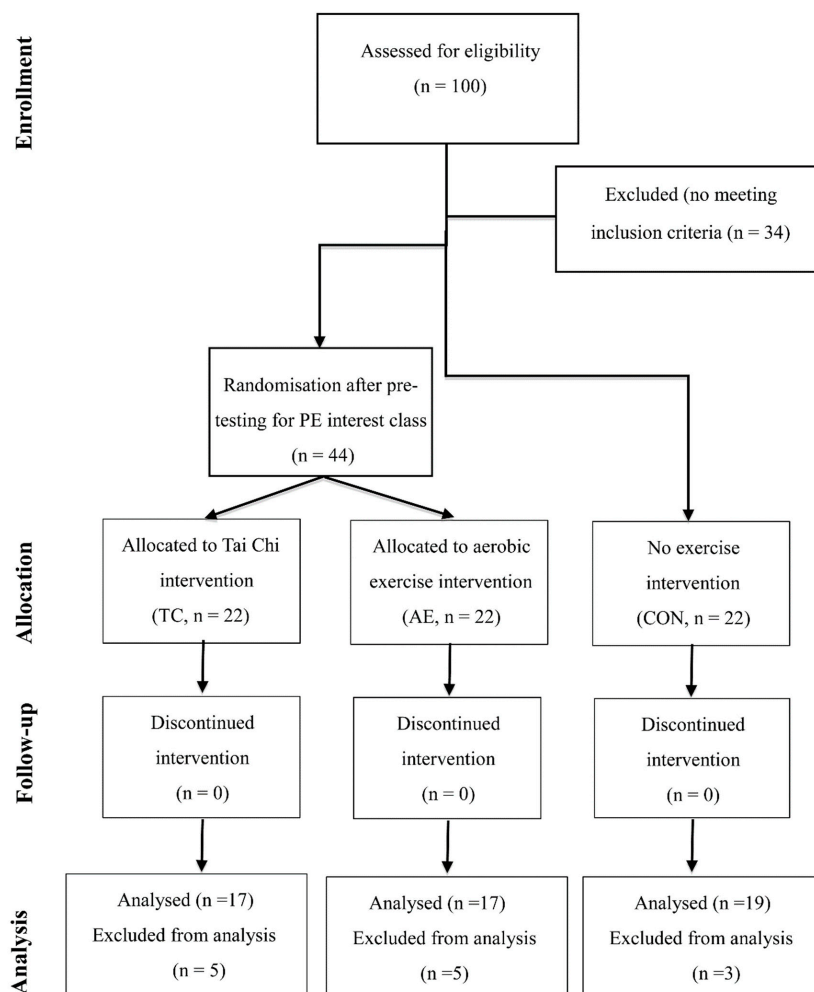 Enrollment
Assessed for eligibility
(n = 100)
Excluded (no meeting
inclusion criteria (n = 34)
Randomisation after pre-
testing for PE interest class
(n = 44)
Allocation
Allocated to Tai Chi
intervention
(TC, n = 22)
Allocated to aerobic
exercise intervention
(AE, n = 22)
No exercise
intervention
(CON, n = 22)
Follow-up
Discontinued
intervention
(n = 0)
Discontinued
intervention
(n = 0)
Discontinued
intervention
(n = 0)
Analysis
Analysed (n =17)
Excluded from analysis
(n = 5)
Analysed (n =17)
Excluded from analysis
(n =5)
Analysed (n =19)
Excluded from analysis
(n =3)